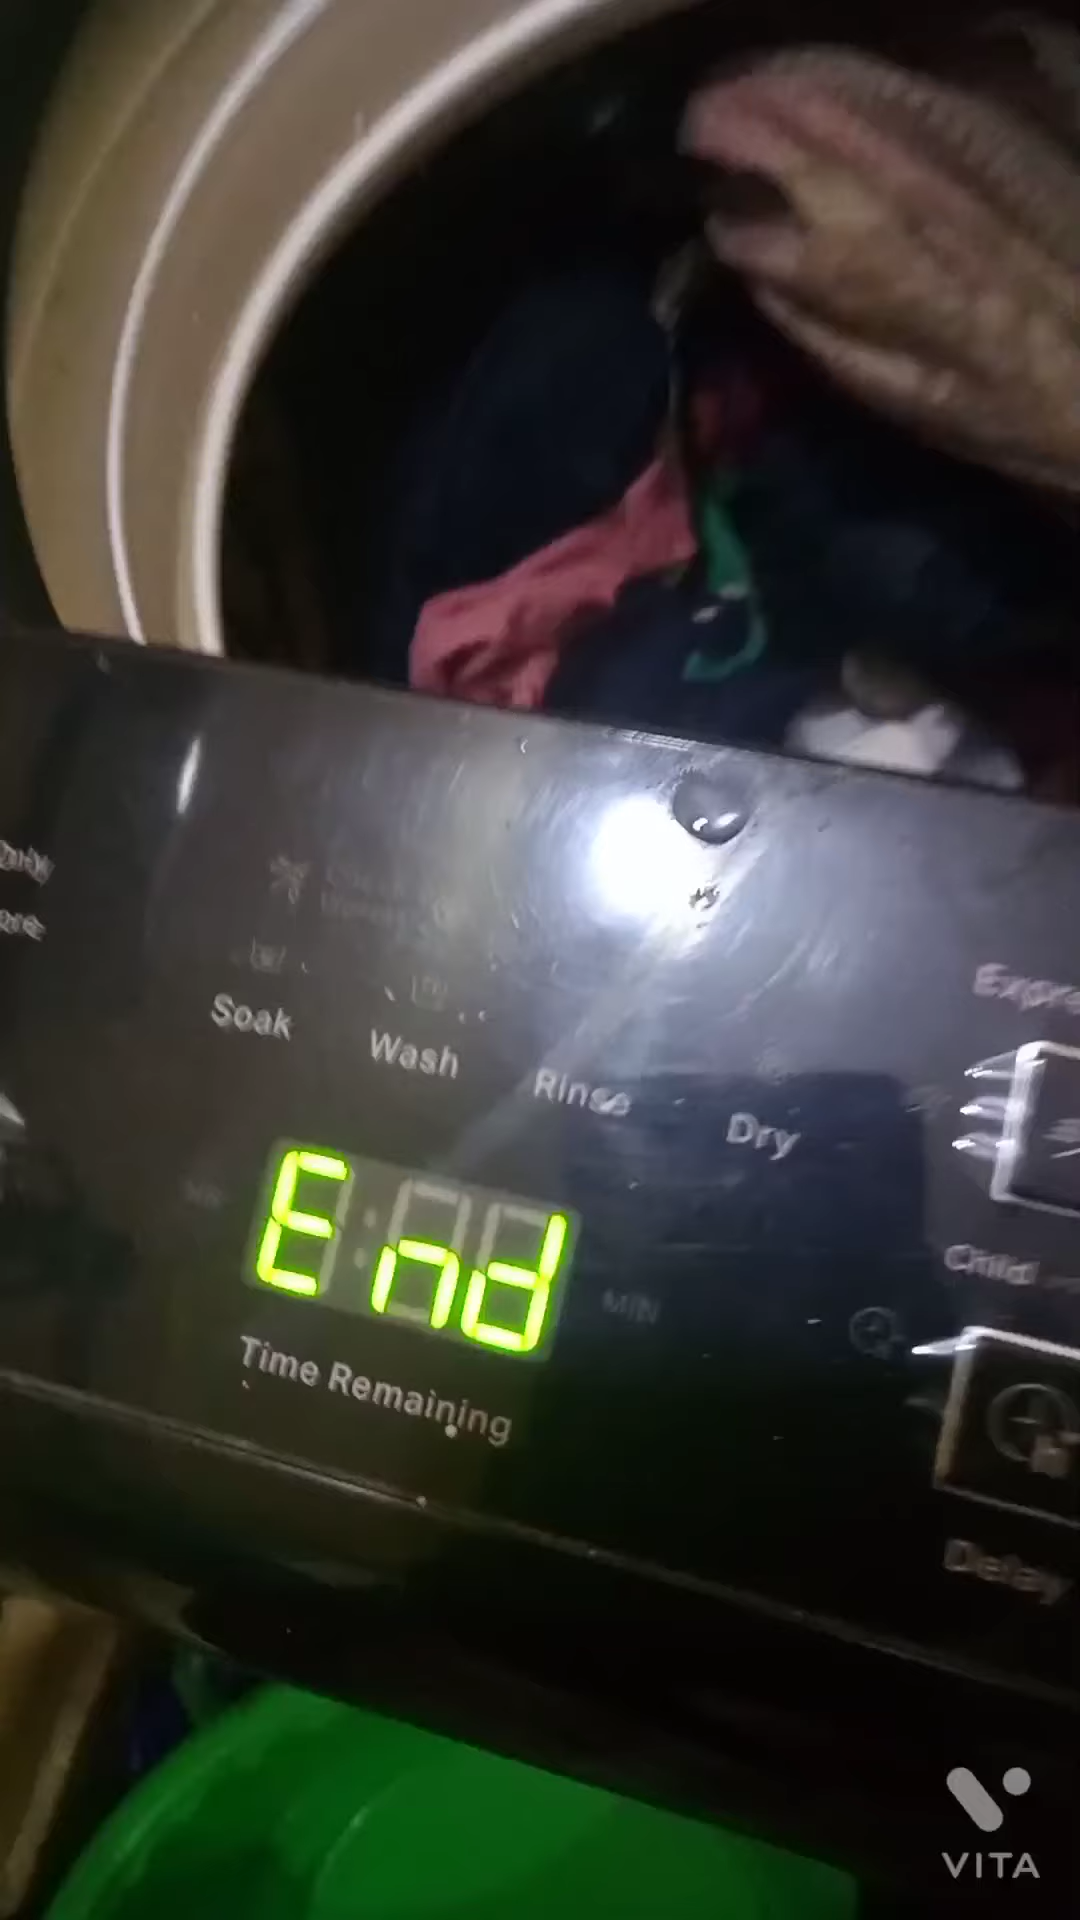 Soak
Wash
Rinse
Dry
End
MIN
Time Remaining
Child
Delay
VITA